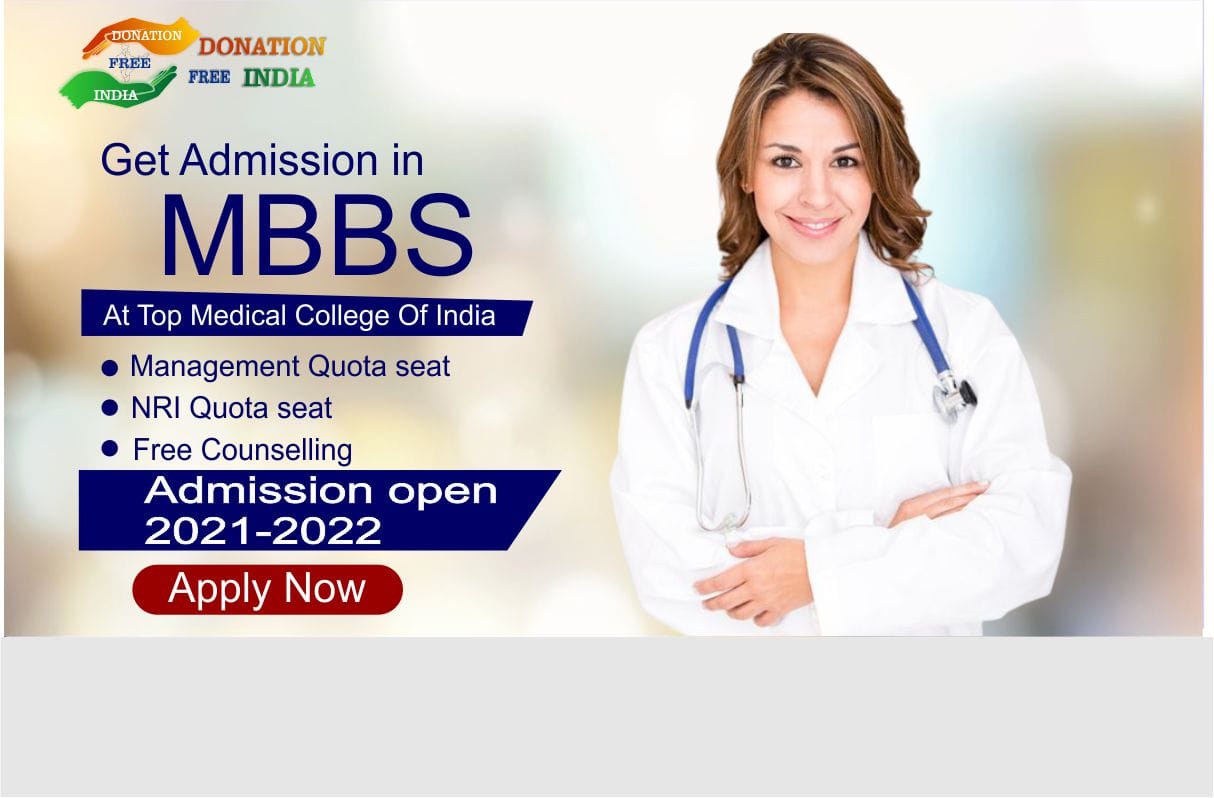 DONATION
FREE
INDIA
DONATION
FREE INDIA
Get Admission in
MBBS
At Top Medical College Of India
Management Quota seat
NRI Quota seat
Free Counselling
Admission open
2021-2022
Apply Now